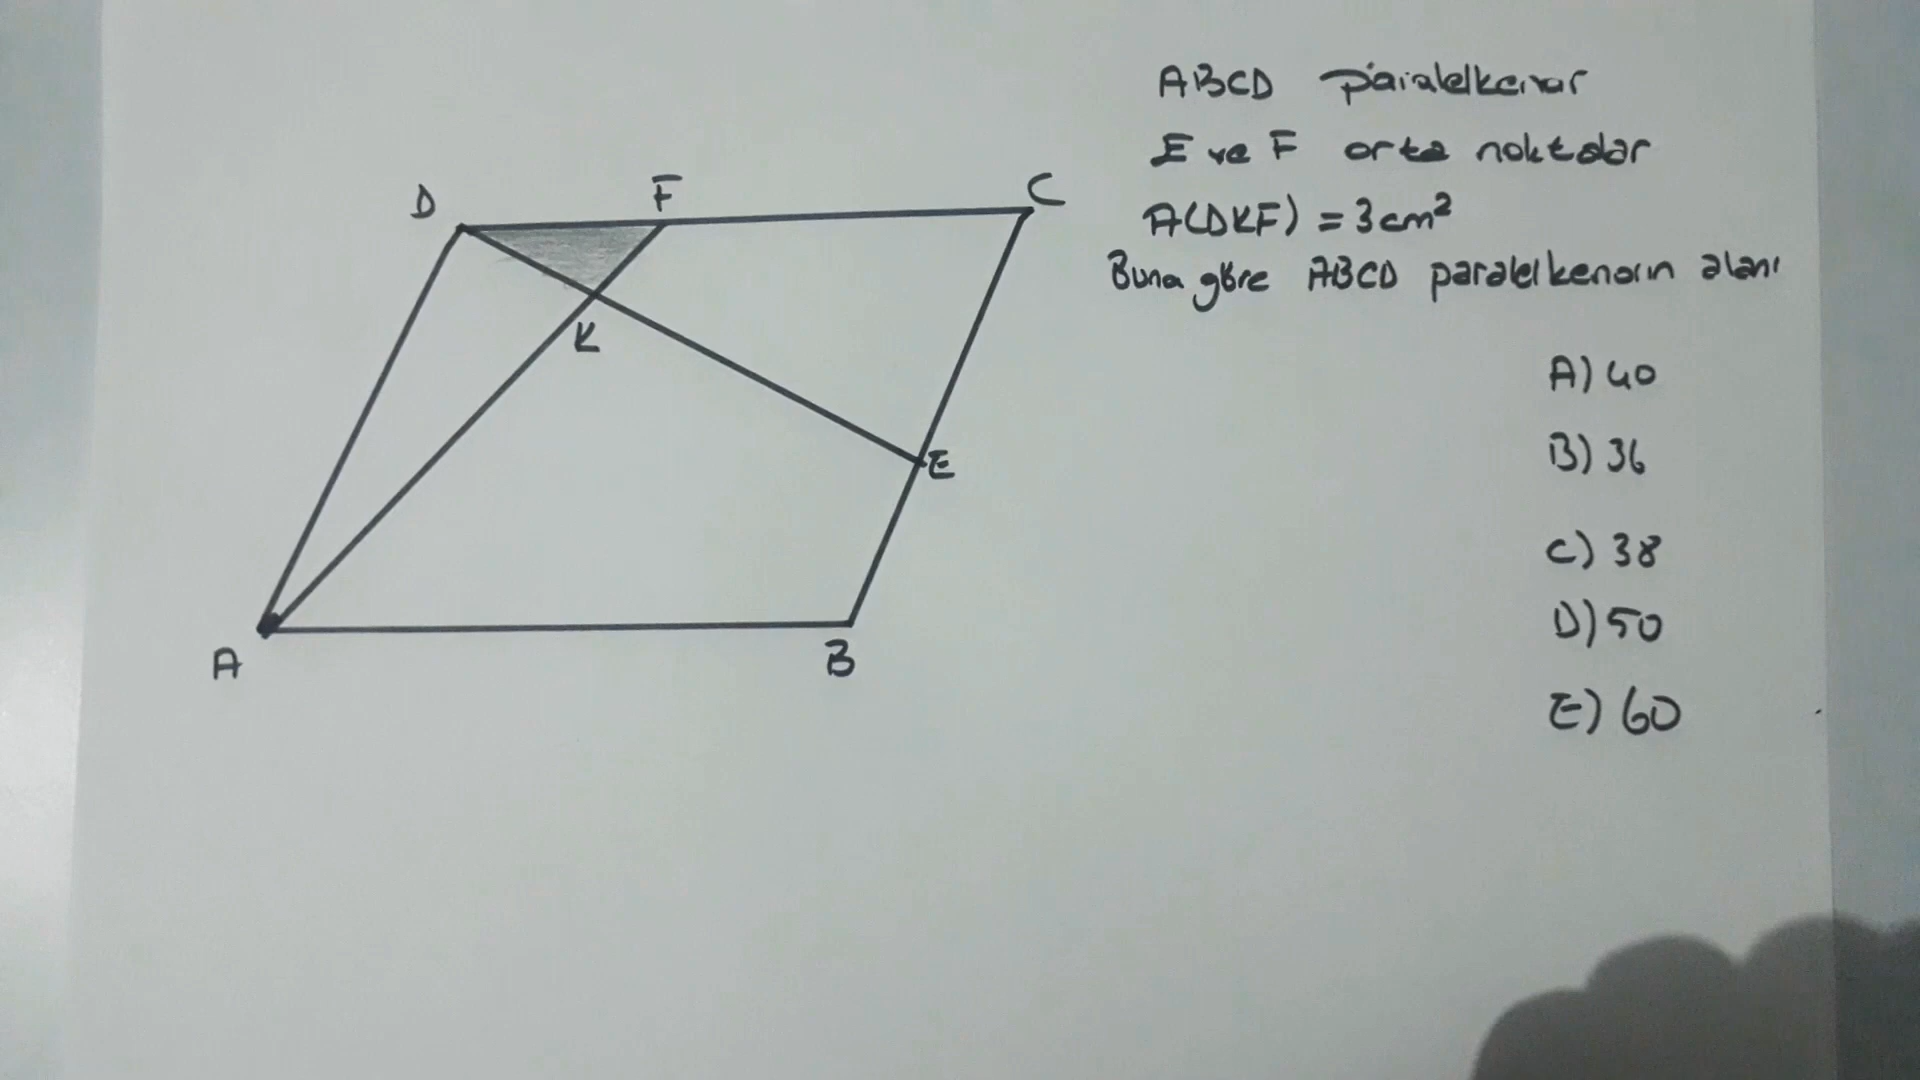 D
F
C
K
E
A
B
ABCD paralelkenar
E ve F orta noktalar
A(DKF) = 3cm²
Buna göre ABCD paralelkenarın alanı
A) 40
B) 36
C) 38
D) 50
E) 60